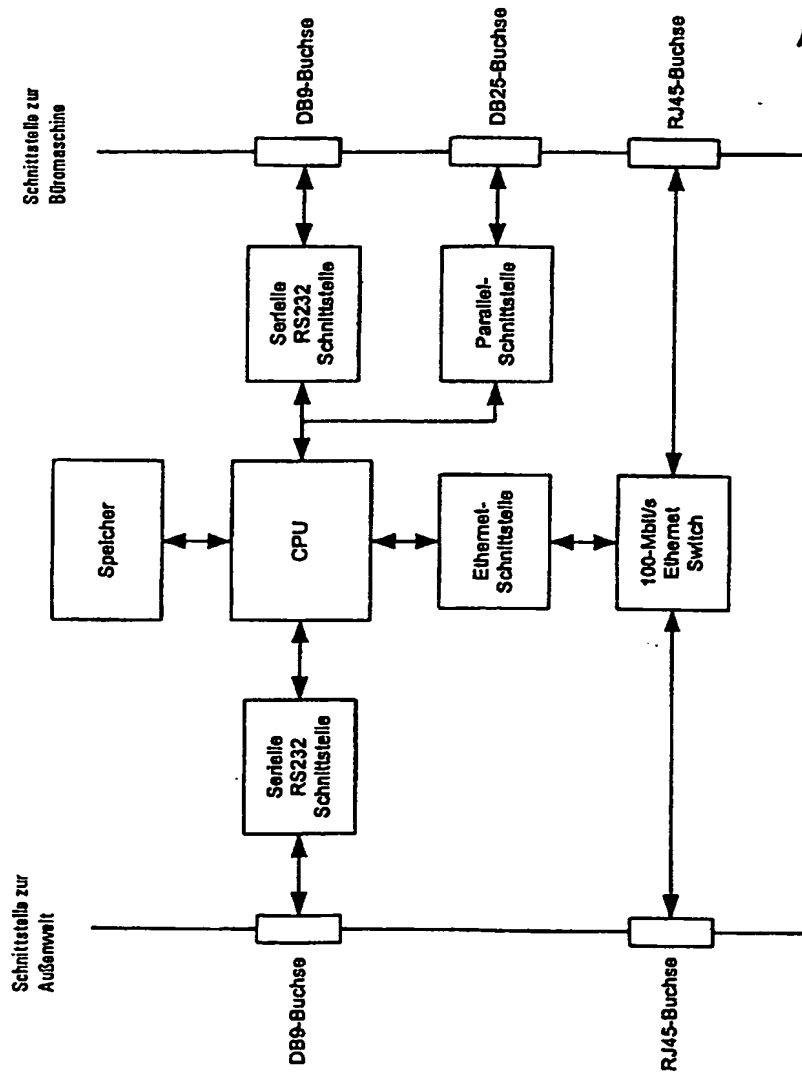 Schnittstelle zur
Außenwelt
Schnittstelle zur
Büromaschine
DB9-Buchse
Serielle
RS232
Schnittstelle
Speicher
CPU
Serielle
RS232
Schnittstelle
DB9-Buchse
Parallel-
Schnittstelle
DB25-Buchse
Ethernet-
Schnittstelle
RJ45-Buchse
100-Mbit/s
Ethernet
Switch
RJ45-Buchse